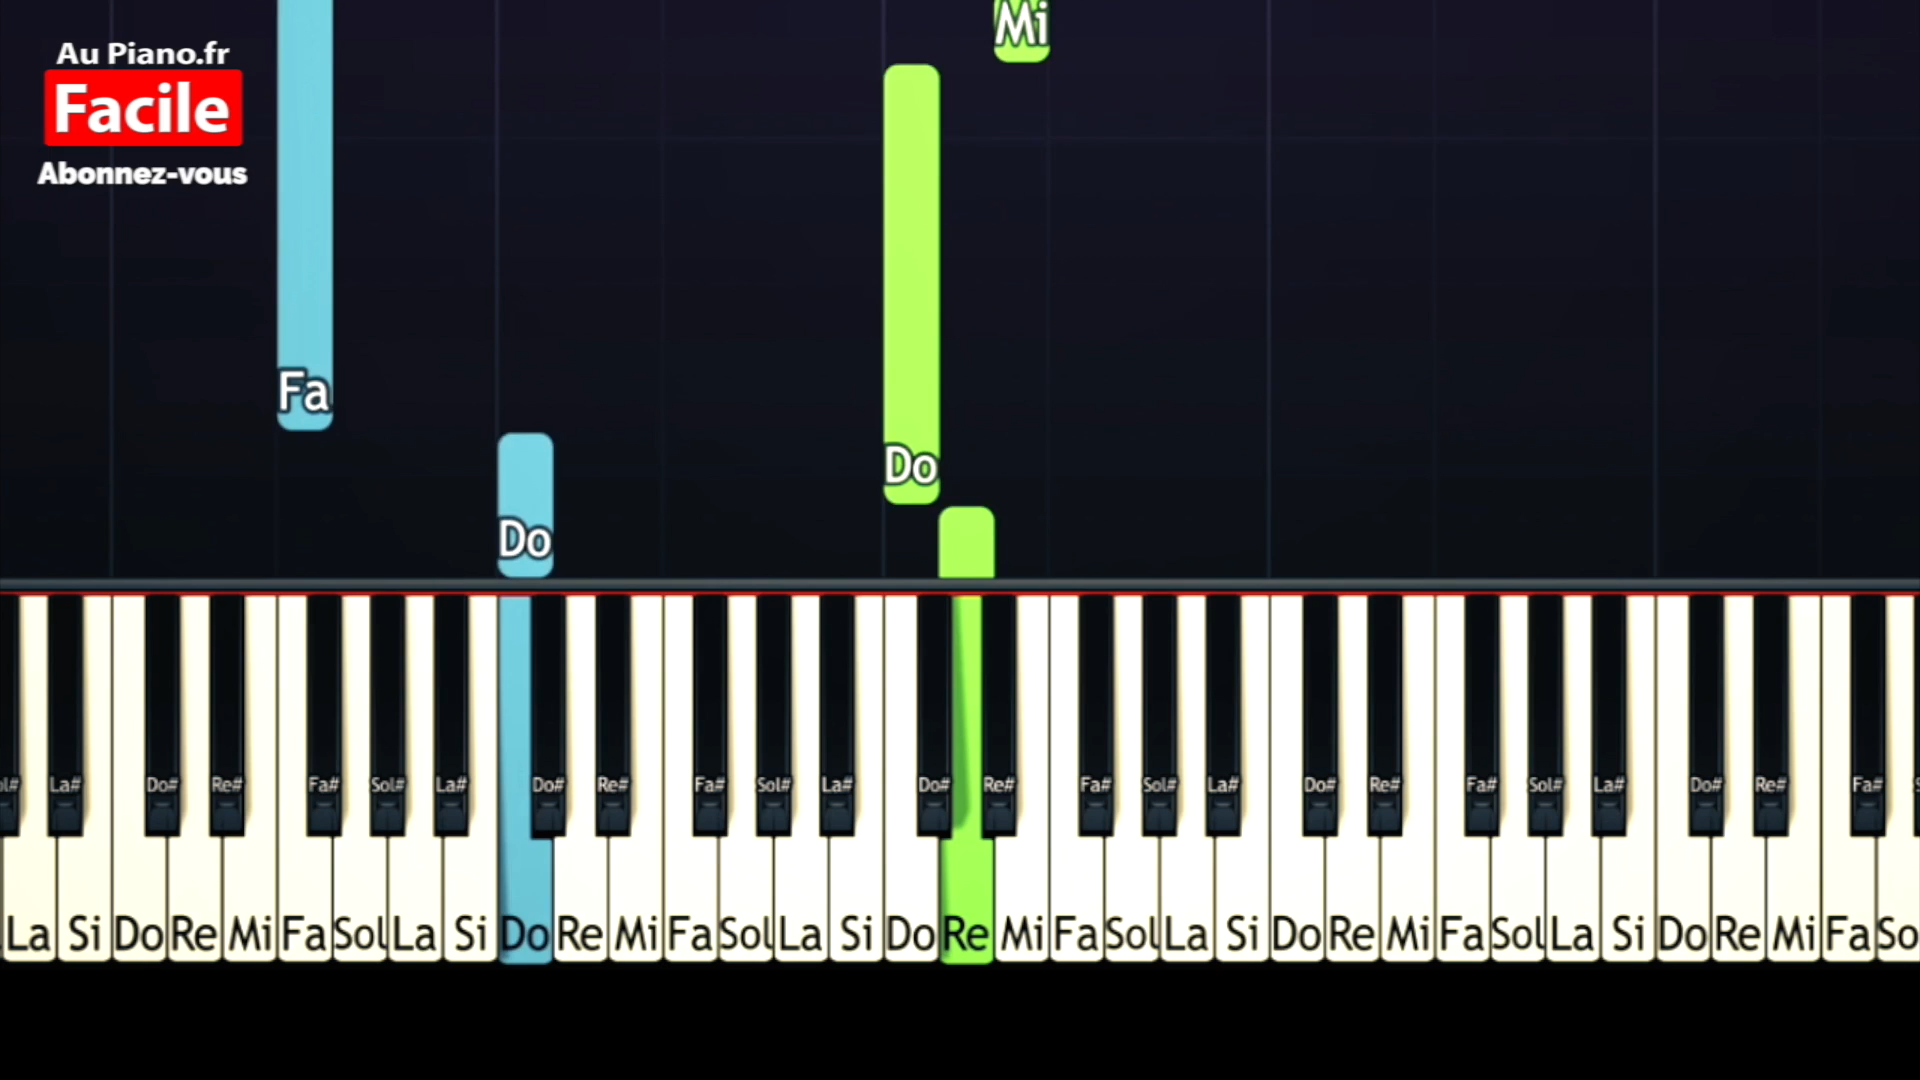 Au Piano.fr
Facile
Abonnez-vous
Mi
Fa
Do
Do
La# Do# Re# Fa# Sol# La# Do# Re# Fa# Sol# La# Do# Re# Fa# Sol# La# Do# Re# Fa# Sol# La# Do# Re# Fa#
La Si Do Re Mi Fa Sol La Si Do Re Mi Fa Sol La Si Do Re Mi Fa Sol La Si Do Re Mi Fa Sol La Si Do Re Mi Fa So